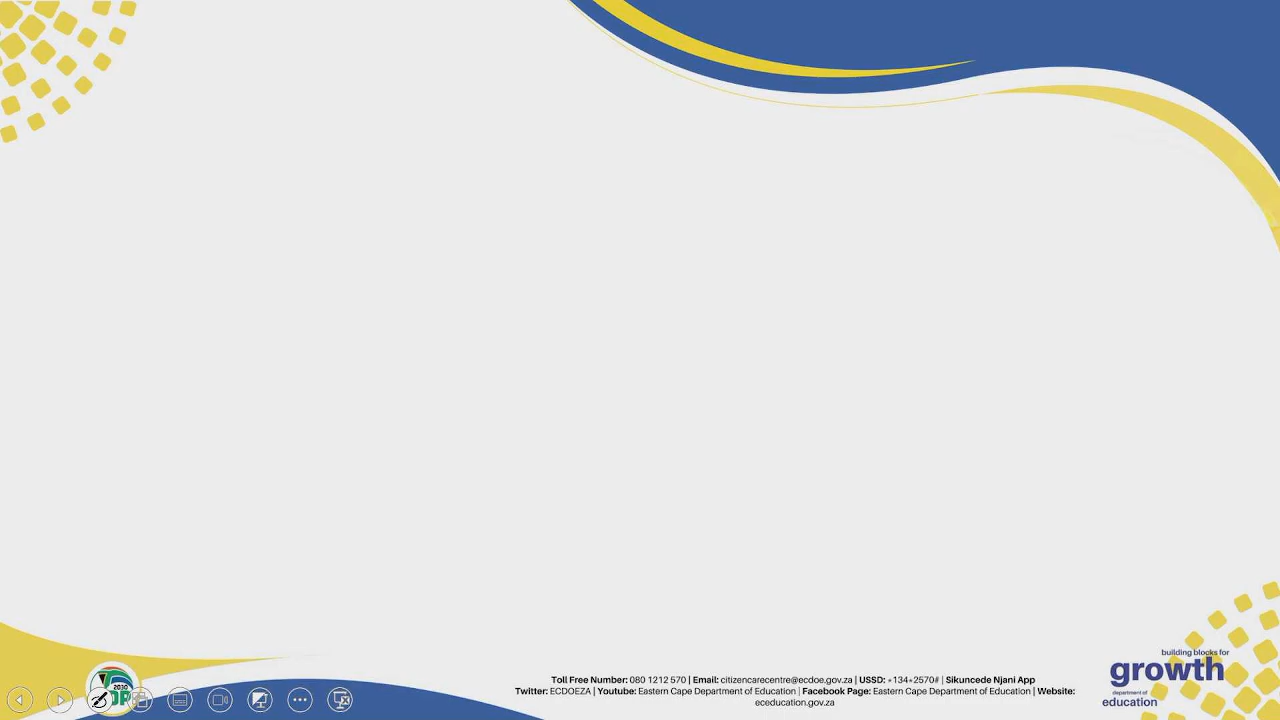 2030
DP
Toll Free Number: 080 1212 570 | Email: citizencarecentre@ecdoe.gov.za | USSD: *134*2570# | Sikuncede Njani App
Twitter: ECDOEZA | Youtube: Eastern Cape Department of Education | Facebook Page: Eastern Cape Department of Education | Website:
eceducation.gov.za
building blocks for
growth
department of
education